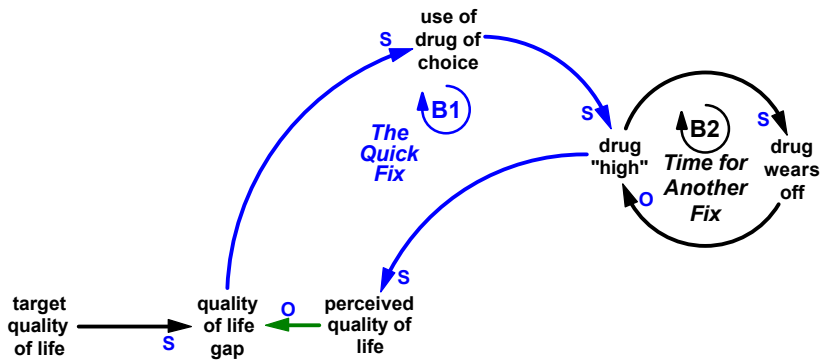 use of
drug of
choice
S
S
B1
The
Quick
Fix
drug
"high"
B2
Time for
Another
Fix
S
drug
wears
off
O
S
target
quality
of life
S
quality
of life
gap
O
perceived
quality of
life